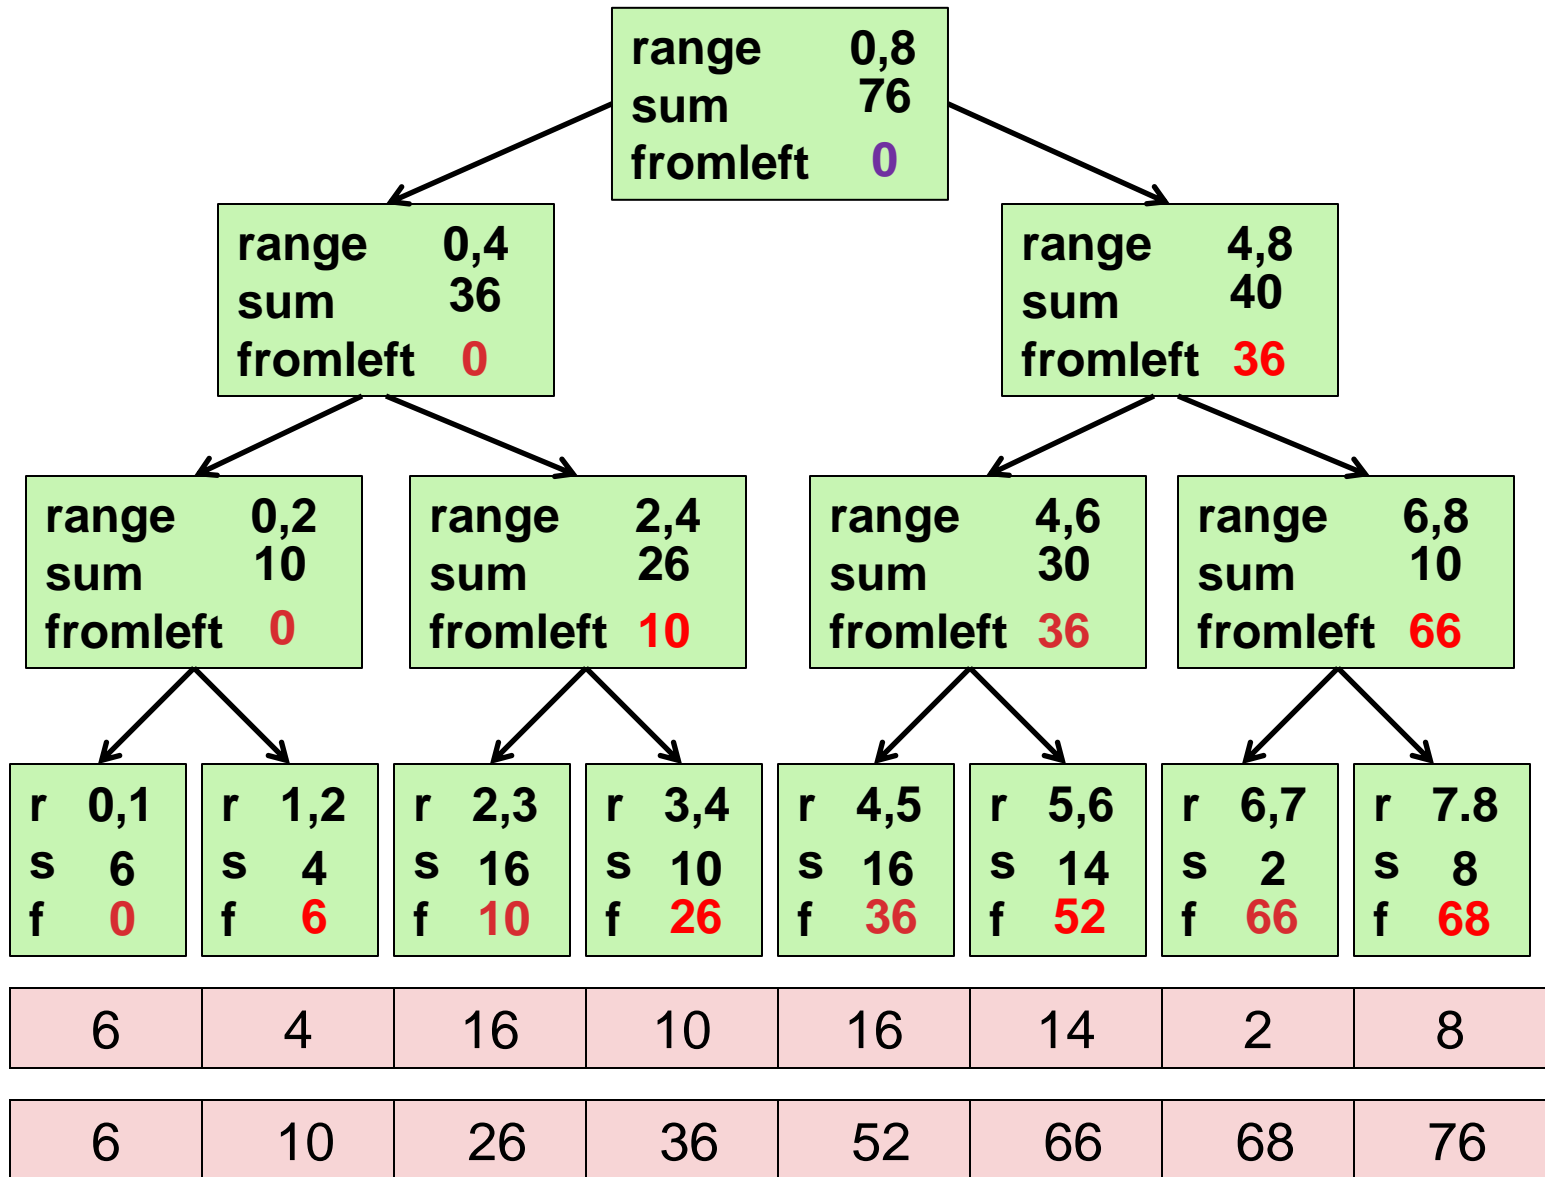 range 0,8
sum 76
fromleft 0
range 0,4
sum 36
fromleft 0
range 4,8
sum 40
fromleft 36
range 0,2
sum 10
fromleft 0
range 2,4
sum 26
fromleft 10
range 4,6
sum 30
fromleft 36
range 6,8
sum 10
fromleft 66
r 0,1
s 6
f 0
r 1,2
s 4
f 6
r 2,3
s 16
f 10
r 3,4
s 10
f 26
r 4,5
s 16
f 36
r 5,6
s 14
f 52
r 6,7
s 2
f 66
r 7.8
s 8
f 68
6 4 16 10 16 14 2 8
6 10 26 36 52 66 68 76